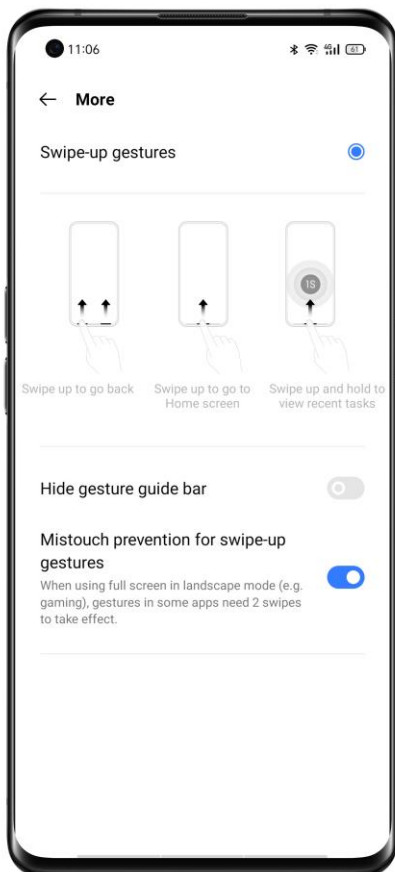 11:06
4G
61
More
Swipe-up gestures
1S
Swipe up to go back
Swipe up to go to
Home screen
Swipe up and hold to
view recent tasks
Hide gesture guide bar
Mistouch prevention for swipe-up
gestures
When using full screen in landscape mode (e.g.
gaming), gestures in some apps need 2 swipes
to take effect.